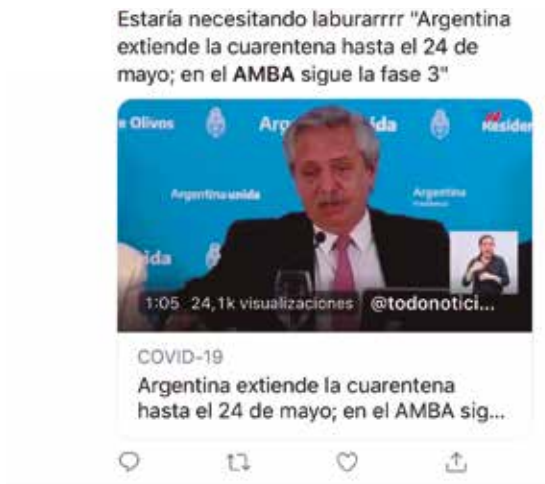 Estaría necesitando laburarrrr "Argentina
extiende la cuarentena hasta el 24 de
mayo; en el AMBA sigue la fase 3"
Olivos
Residen
Argentina unida
Argentina
1:05 24,1k visualizaciones @todonotici...
COVID-19
Argentina extiende la cuarentena
hasta el 24 de mayo; en el AMBA sig...